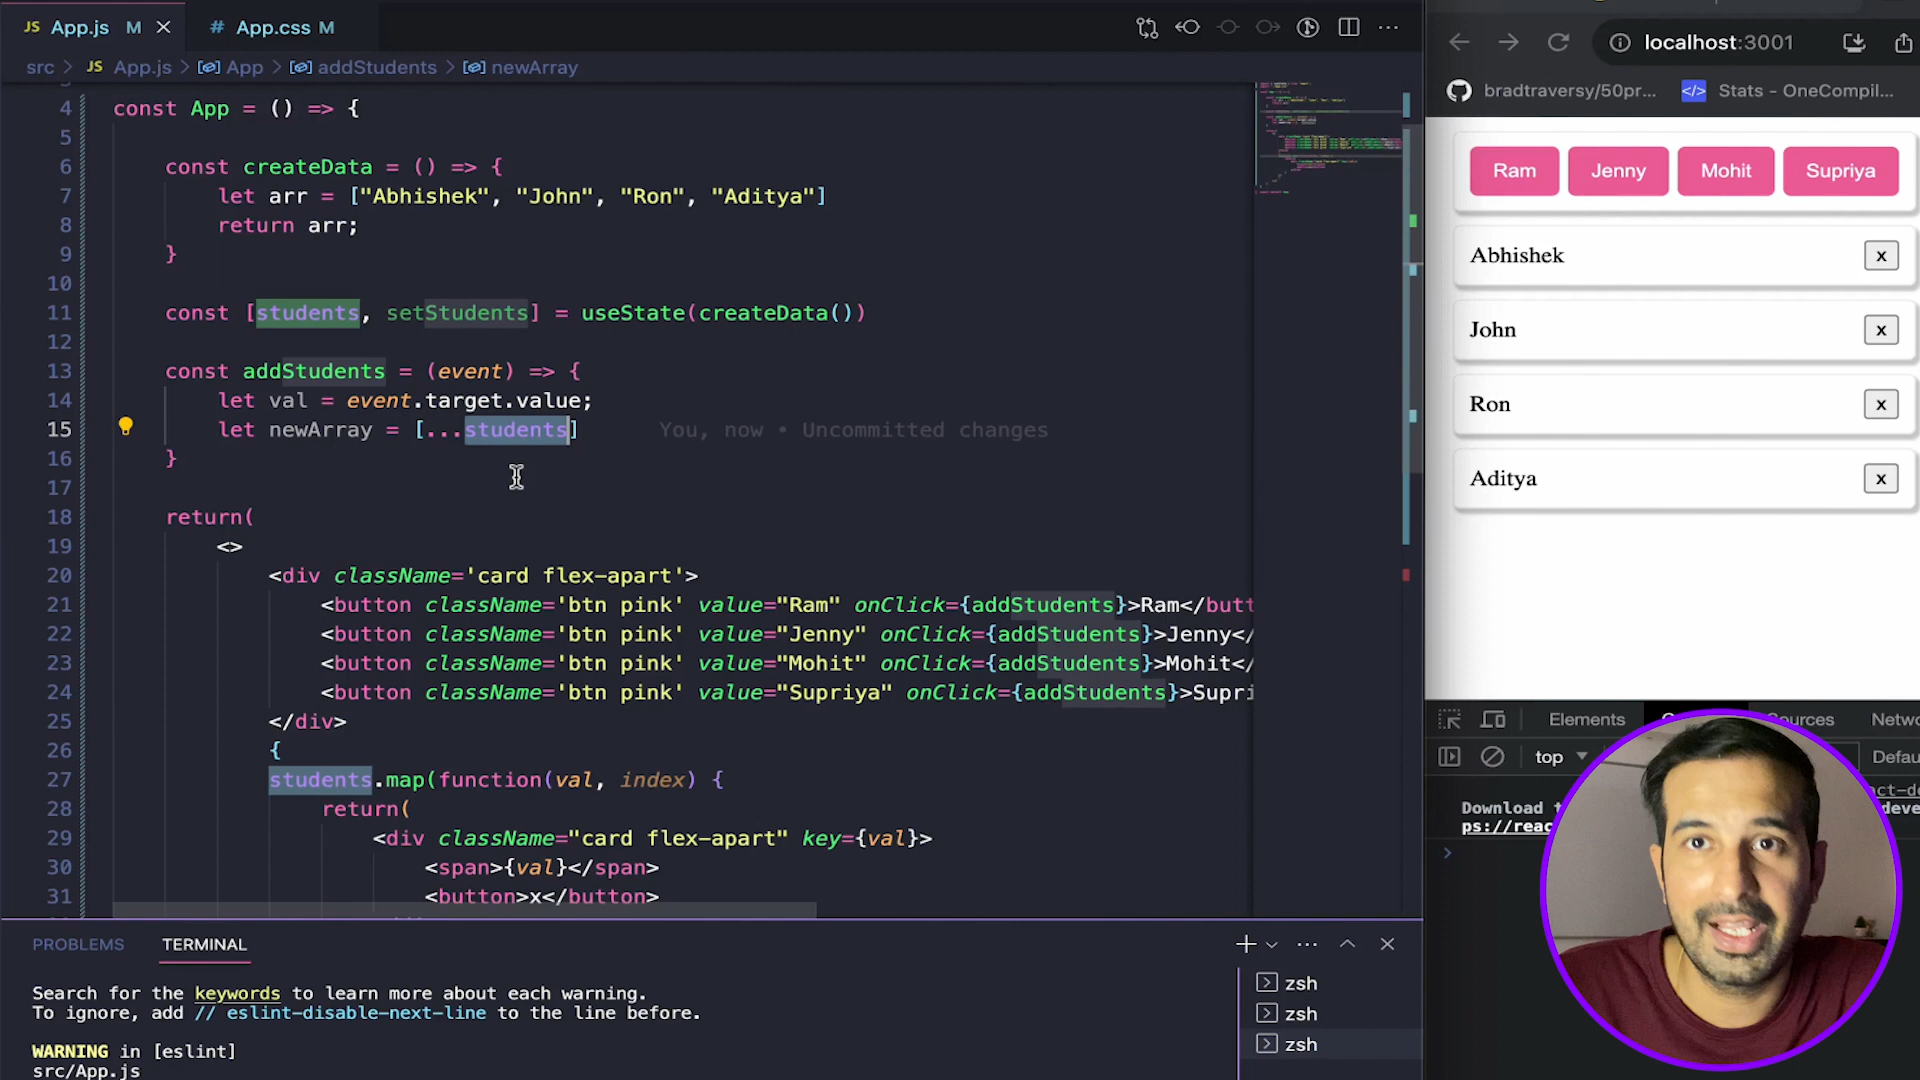 JS App.js M
# App.css M
src > JS App.js > App > addStudents > newArray
4 const App = () => {
5
6 const createData = () => {
7 let arr = ["Abhishek", "John", "Ron", "Aditya"]
8 return arr;
9 }
10
11 const [students, setStudents] = useState(createData())
12
13 const addStudents = (event) => {
14 let val = event.target.value;
15 let newArray = [...students] You, now • Uncommitted changes
16 }
17
18 return(
19 <>
20 <div className='card flex-apart'>
21 <button className='btn pink' value="Ram" onClick={addStudents}>Ram</butt
22 <button className='btn pink' value="Jenny" onClick={addStudents}>Jenny</
23 <button className='btn pink' value="Mohit" onClick={addStudents}>Mohit</
24 <button className='btn pink' value="Supriya" onClick={addStudents}>Supri
25 </div>
26 {
27 students.map(function(val, index) {
28 return(
29 <div className="card flex-apart" key={val}>
30 <span>{val}</span>
31 <button>x</button>
PROBLEMS TERMINAL
Search for the keywords to learn more about each warning.
To ignore, add // eslint-disable-next-line to the line before.
WARNING in [eslint]
src/App.js
zsh
zsh
zsh
localhost:3001
bradtraversy/50pr... </> Stats - OneCompil...
Ram Jenny Mohit Supriya
Abhishek x
John x
Ron x
Aditya x
Elements Sources Netwo
top Defau
Download
ps://reac